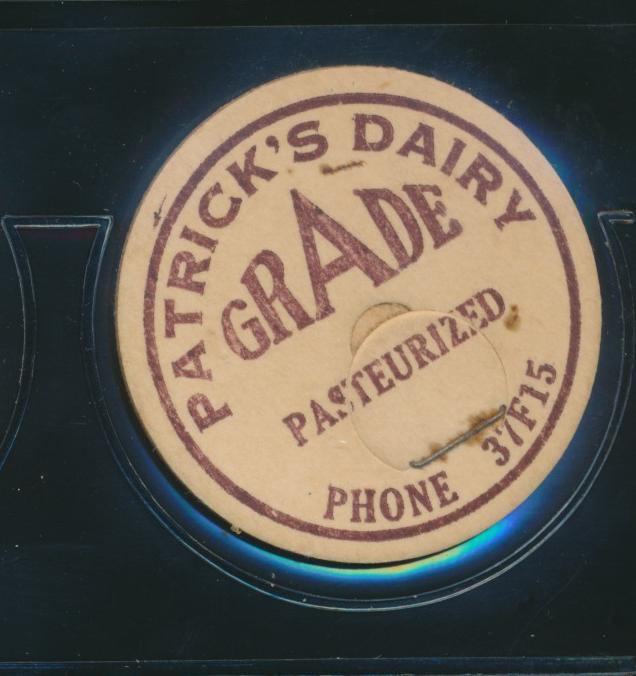 PATRICK'S DAIRY
GRADE
PASTEURIZED
PHONE 37F15